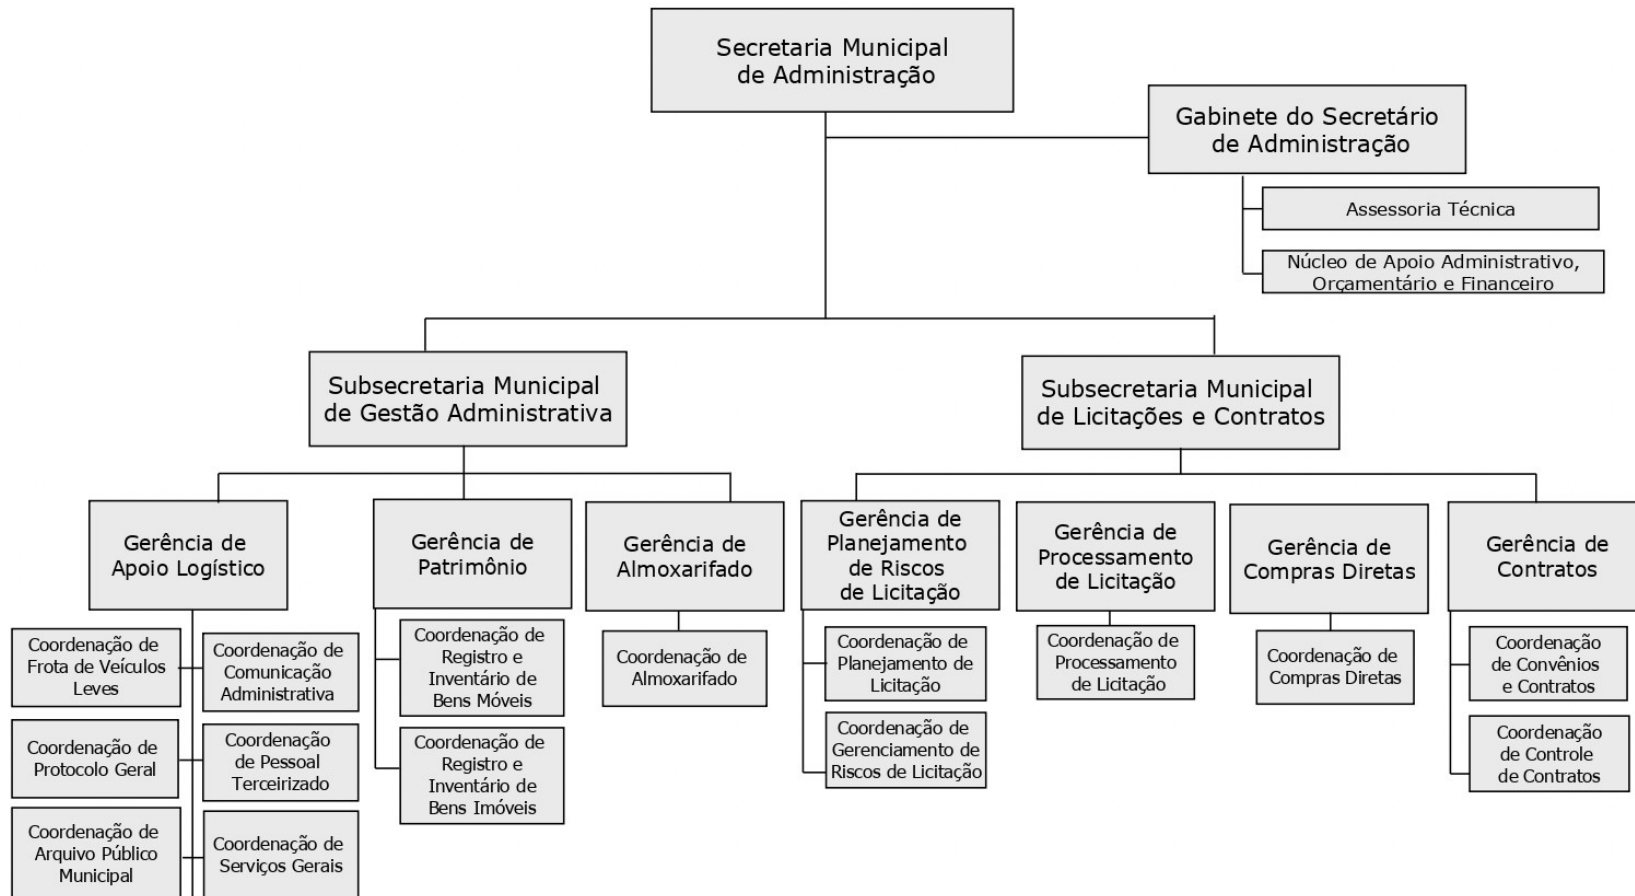 Secretaria Municipal
de Administração
Gabinete do Secretário
de Administração
Assessoria Técnica
Núcleo de Apoio Administrativo,
Orçamentário e Financeiro
Subsecretaria Municipal
de Gestão Administrativa
Subsecretaria Municipal
de Licitações e Contratos
Gerência de
Apoio Logístico
Gerência de
Patrimônio
Gerência de
Almoxarifado
Gerência de
Planejamento
de Riscos
de Licitação
Gerência de
Processamento
de Licitação
Gerência de
Compras Diretas
Gerência de
Contratos
Coordenação de
Frota de Veículos
Leves
Coordenação de
Comunicação
Administrativa
Coordenação de
Protocolo Geral
Coordenação
de Pessoal
Terceirizado
Coordenação de
Arquivo Público
Municipal
Coordenação de
Serviços Gerais
Coordenação de
Registro e
Inventário de
Bens Móveis
Coordenação de
Registro e
Inventário de
Bens Imóveis
Coordenação de
Almoxarifado
Coordenação de
Planejamento de
Licitação
Coordenação de
Gerenciamento de
Riscos de Licitação
Coordenação de
Processamento
de Licitação
Coordenação de
Compras Diretas
Coordenação
de Convênios
e Contratos
Coordenação
de Controle
de Contratos